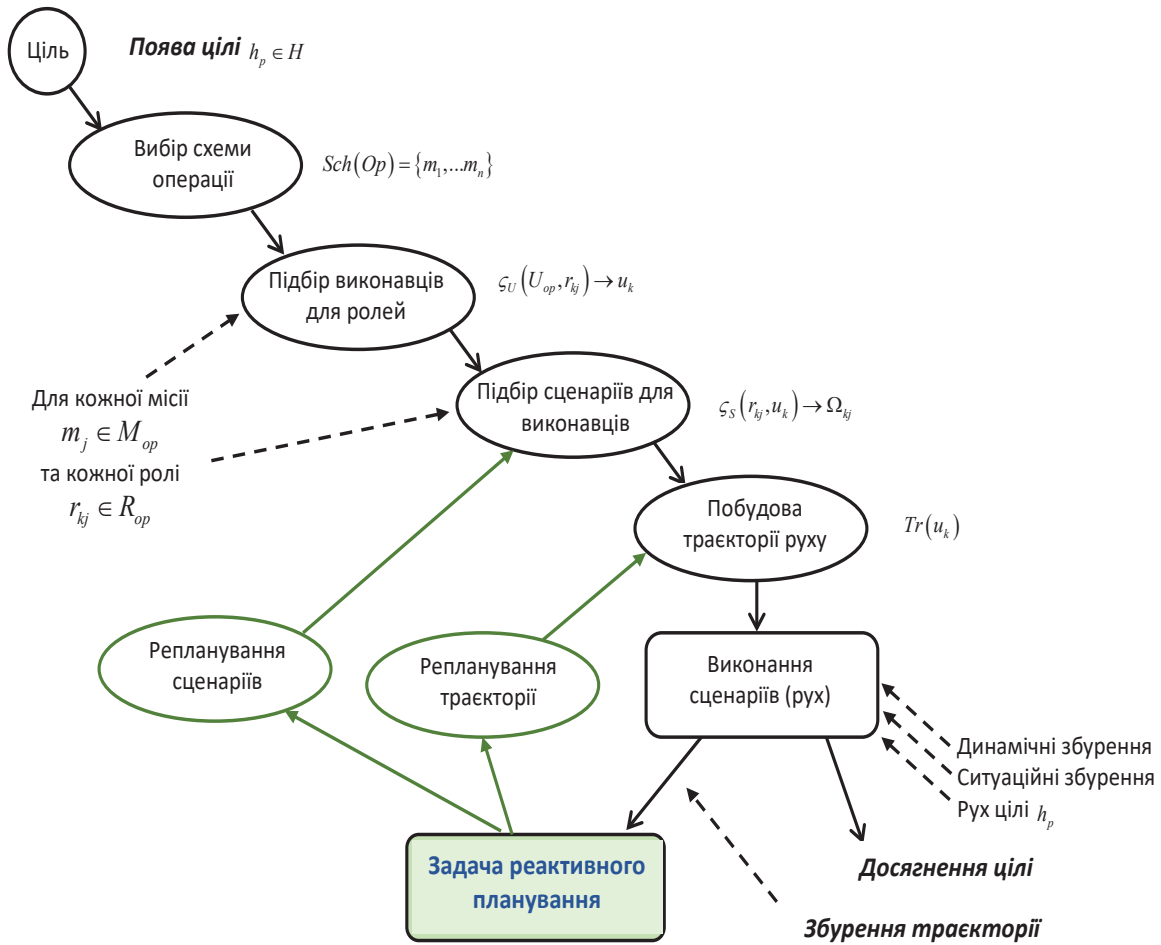 Ціль
Поява цілі h_p ∈ H
Вибір схеми
операції
Sch(Op) = {m_1,...m_n}
Підбір виконавців
для ролей
ς_U(U_op, r_kj) → u_k
Для кожної місії
m_j ∈ M_op
та кожної ролі
r_kj ∈ R_op
Підбір сценаріїв для
виконавців
ς_S(r_kj, u_k) → Ω_kj
Побудова
траєкторії руху
Tr(u_k)
Репланування
сценаріїв
Репланування
траєкторії
Виконання
сценаріїв (рух)
Динамічні збурення
Ситуаційні збурення
Рух цілі h_p
Задача реактивного
планування
Досягнення цілі
Збурення траєкторії